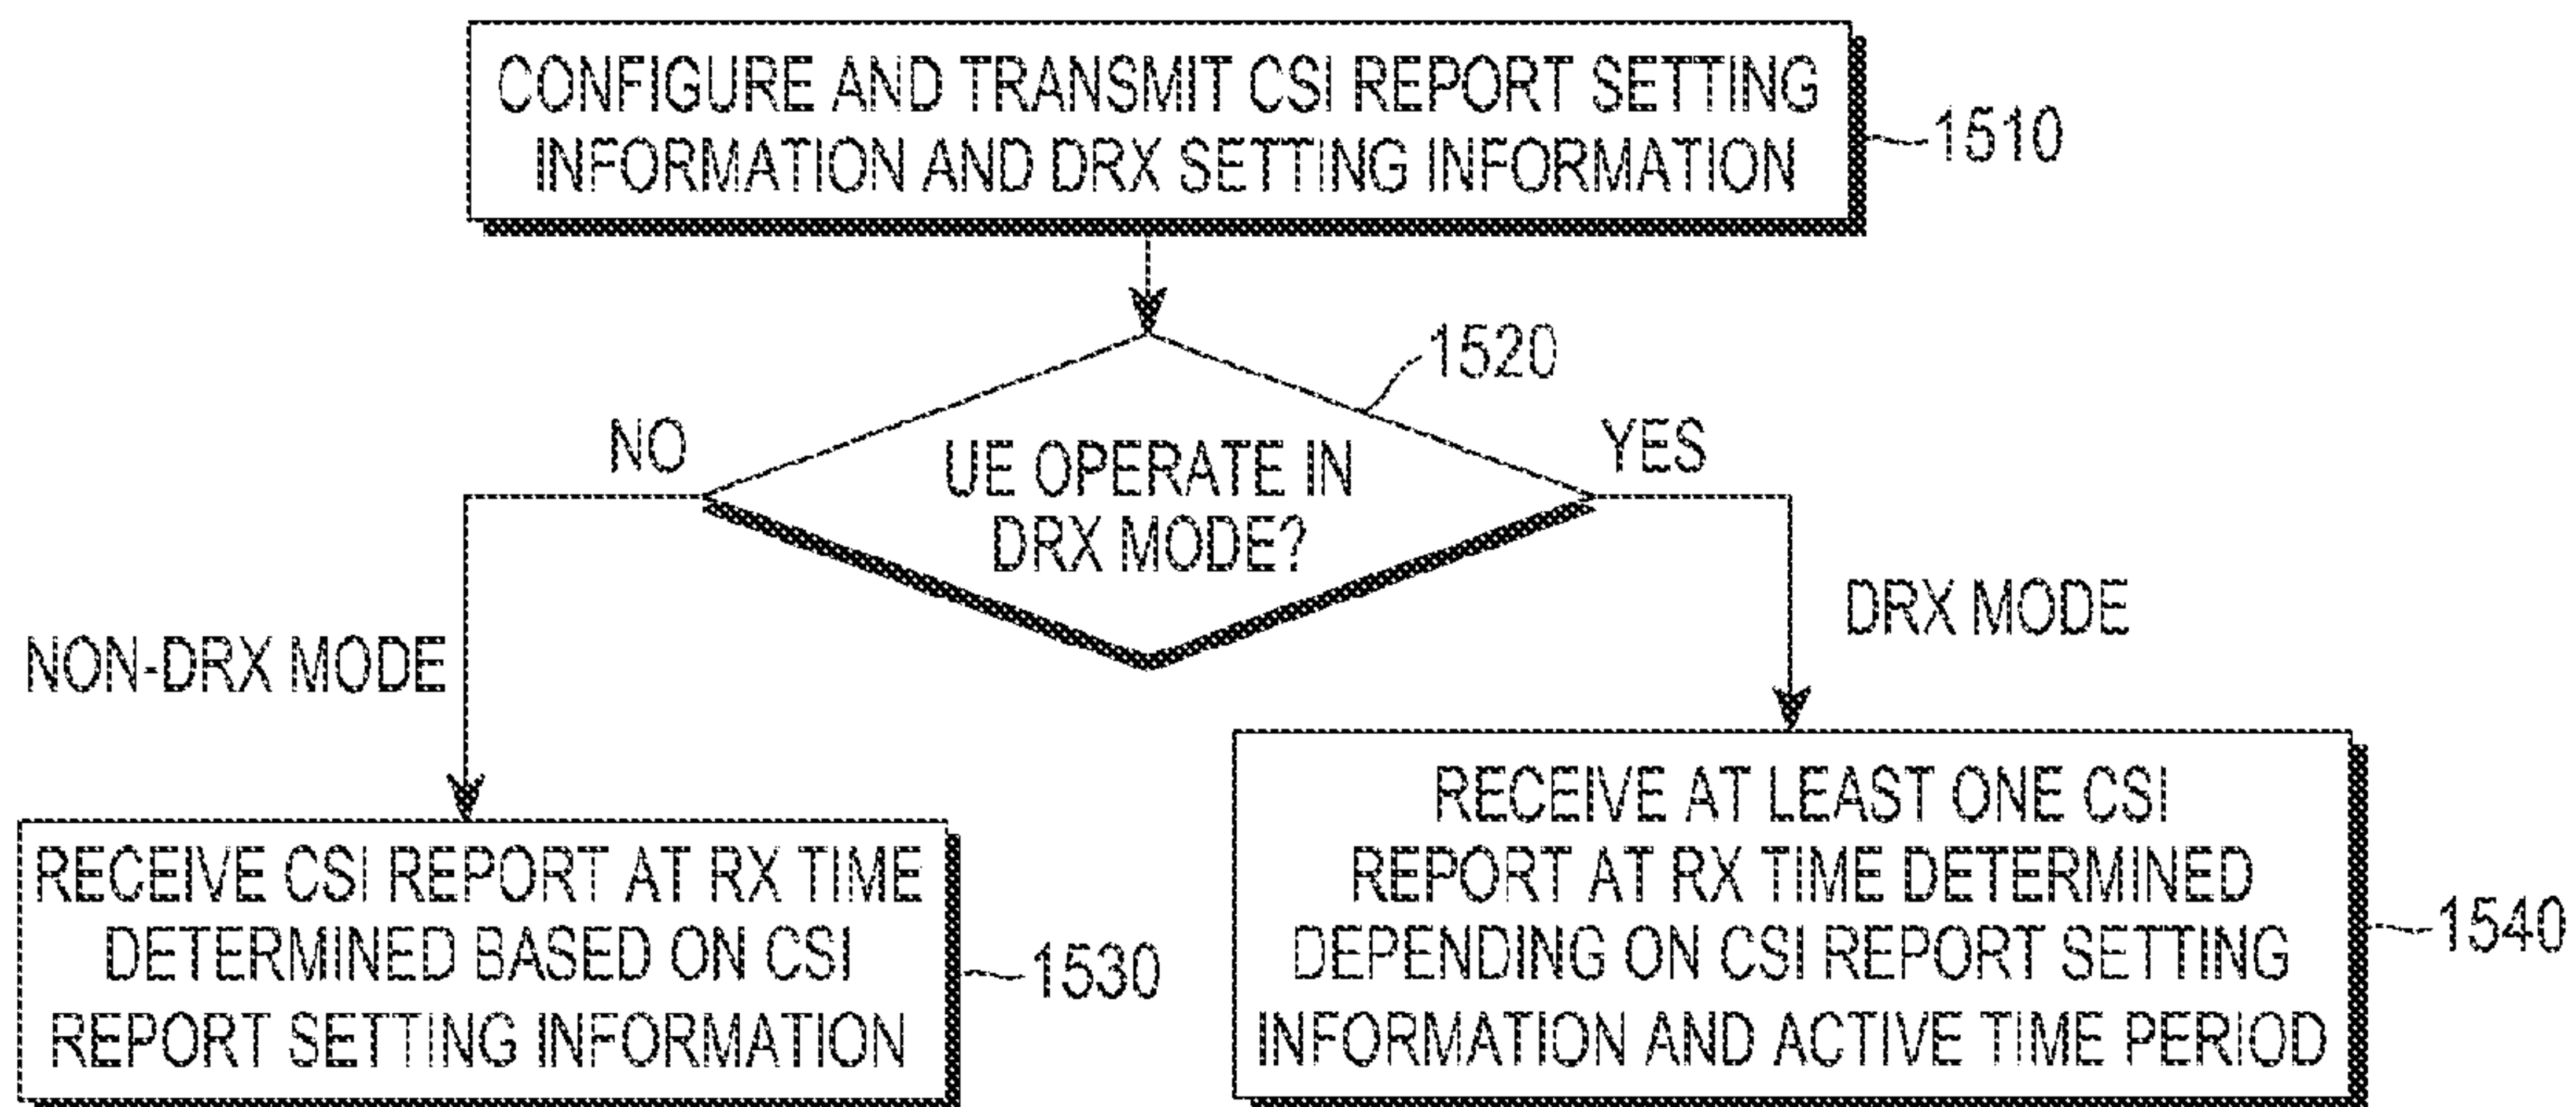 CONFIGURE AND TRANSMIT CSI REPORT SETTING
INFORMATION AND DRX SETTING INFORMATION
1510
1520
NO
UE OPERATE IN
DRX MODE?
YES
NON-DRX MODE
DRX MODE
RECEIVE CSI REPORT AT RX TIME
DETERMINED BASED ON CSI
REPORT SETTING INFORMATION
1530
RECEIVE AT LEAST ONE CSI
REPORT AT RX TIME DETERMINED
DEPENDING ON CSI REPORT SETTING
INFORMATION AND ACTIVE TIME PERIOD
1540